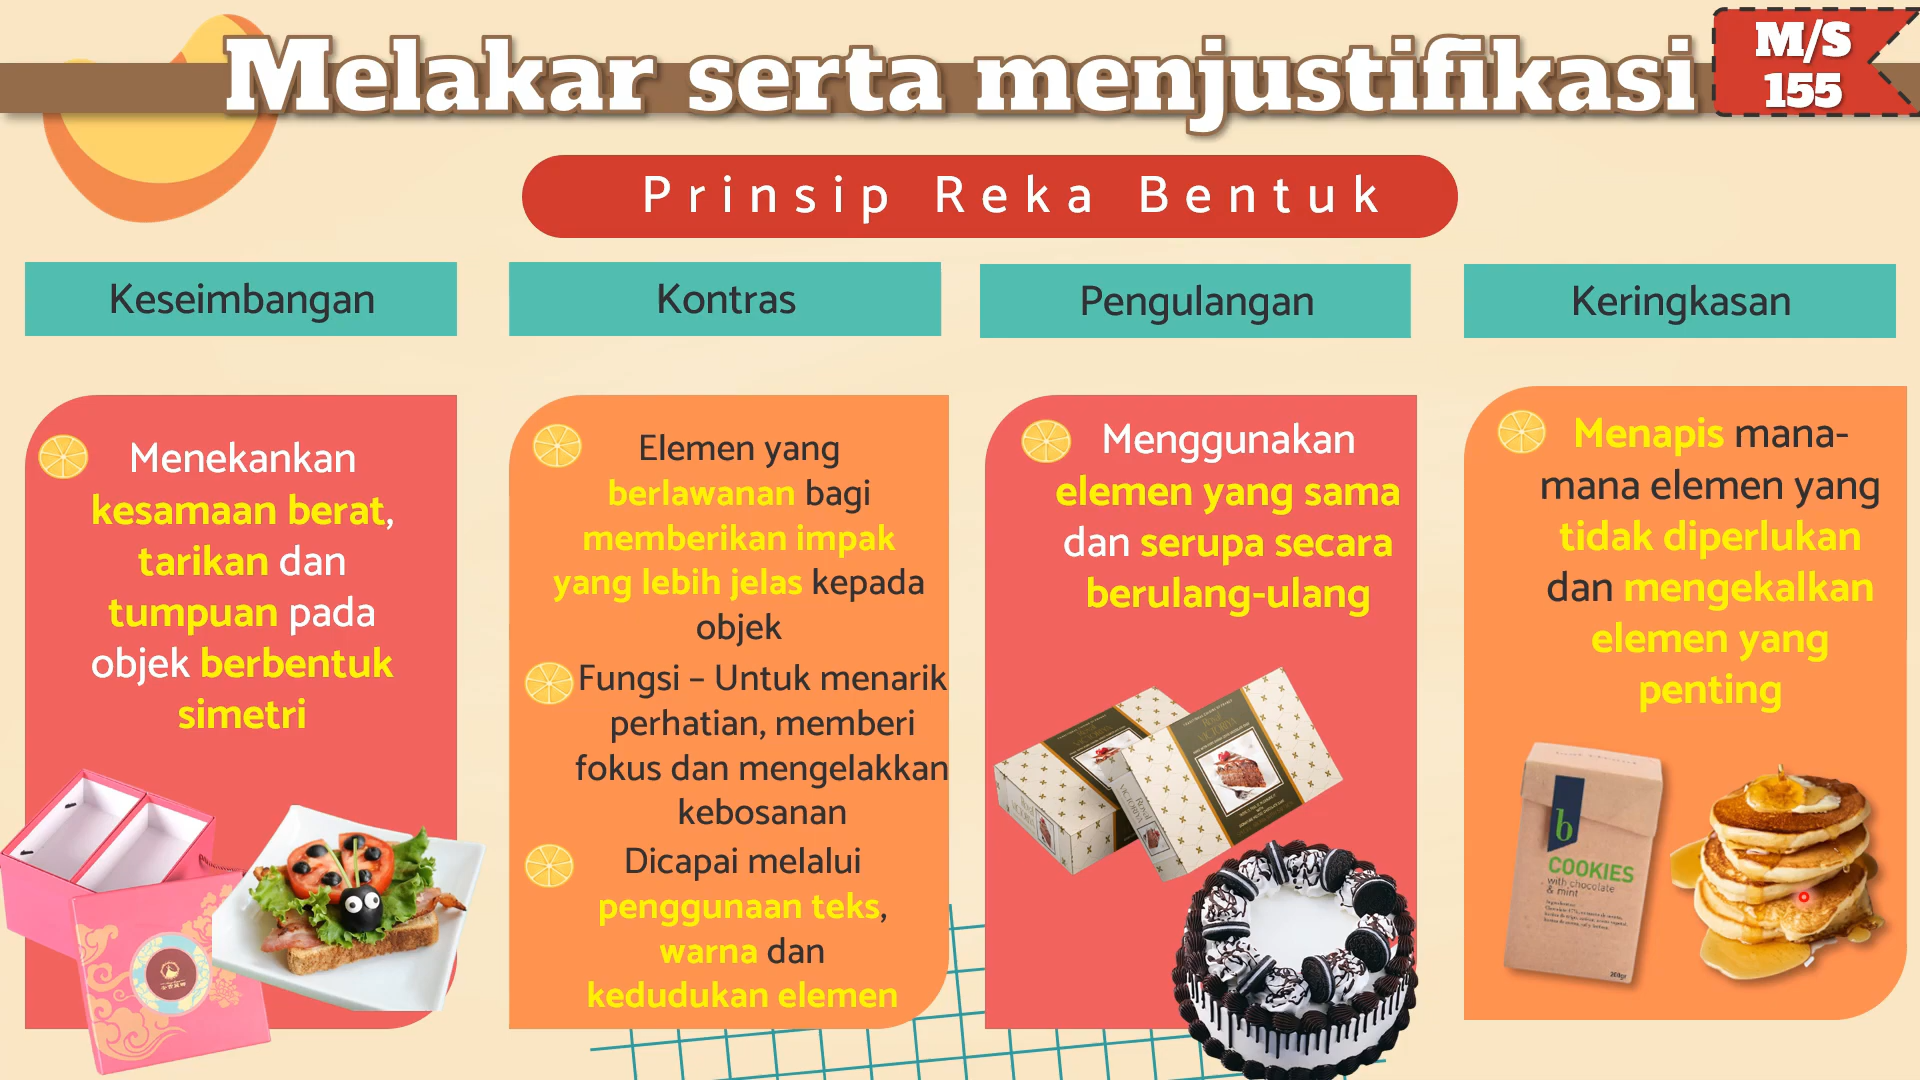 Melakar serta menjustifikasi
M/S
155
Prinsip Reka Bentuk
Keseimbangan
Menekankan
kesamaan berat,
tarikan dan
tumpuan pada
objek berbentuk
simetri
Kontras
Elemen yang
berlawanan bagi
memberikan impak
yang lebih jelas kepada
objek
Fungsi – Untuk menarik
perhatian, memberi
fokus dan mengelakkan
kebosanan
Dicapai melalui
penggunaan teks,
warna dan
kedudukan elemen
Pengulangan
Menggunakan
elemen yang sama
dan serupa secara
berulang-ulang
Keringkasan
Menapis mana-
mana elemen yang
tidak diperlukan
dan mengekalkan
elemen yang
penting
b
COOKIES
with chocolate
& mint